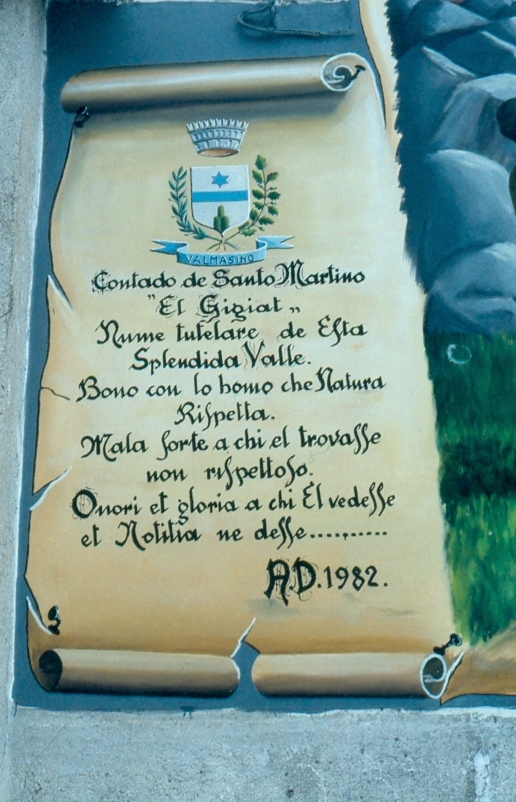 VALMASINO
Contado de Santo Martino
"El Gigiat„
Nume tutelare de Eſta
Splendida Valle.
Bono con lo homo che Natura
Riſpetta.
Mala ſorte a chi el trovaſſe
non riſpettoſo.
Onori et gloria a chi El vedeſſe
et Notitia ne deſſe...........
A.D.1982.